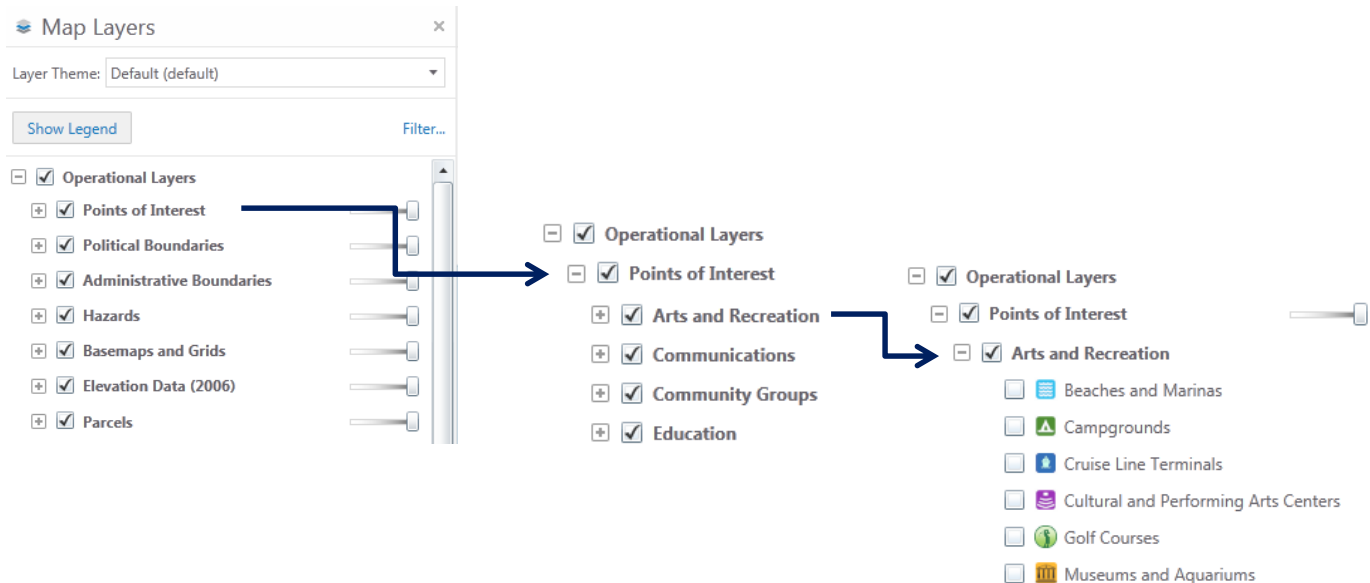 Map Layers
Layer Theme: Default (default)
Show Legend
Filter...
Operational Layers
Points of Interest
Political Boundaries
Administrative Boundaries
Hazards
Basemaps and Grids
Elevation Data (2006)
Parcels
Operational Layers
Points of Interest
Arts and Recreation
Communications
Community Groups
Education
Operational Layers
Points of Interest
Arts and Recreation
Beaches and Marinas
Campgrounds
Cruise Line Terminals
Cultural and Performing Arts Centers
Golf Courses
Museums and Aquariums